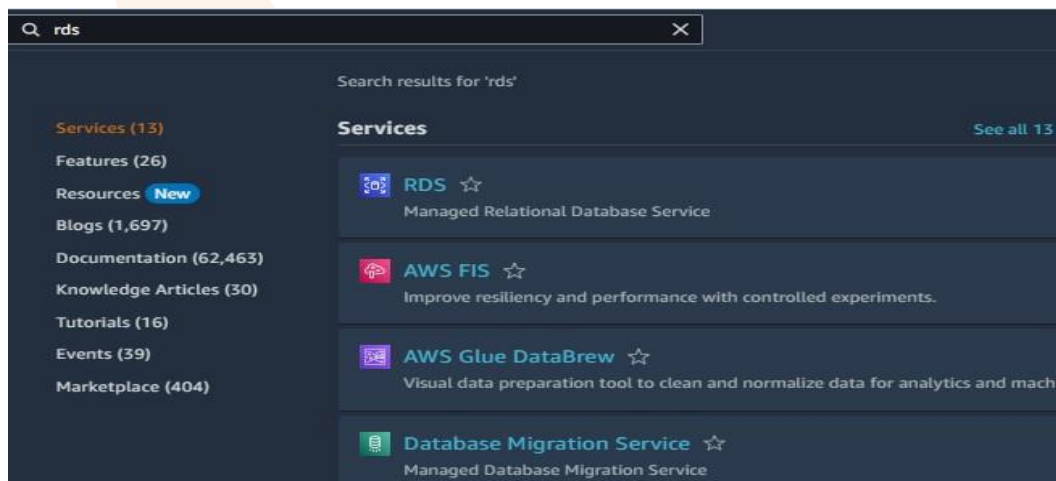 rds
Search results for 'rds'
Services (13)
Features (26)
Resources New
Blogs (1,697)
Documentation (62,463)
Knowledge Articles (30)
Tutorials (16)
Events (39)
Marketplace (404)
Services
See all 13
RDS
Managed Relational Database Service
AWS FIS
Improve resiliency and performance with controlled experiments.
AWS Glue DataBrew
Visual data preparation tool to clean and normalize data for analytics and mach
Database Migration Service
Managed Database Migration Service